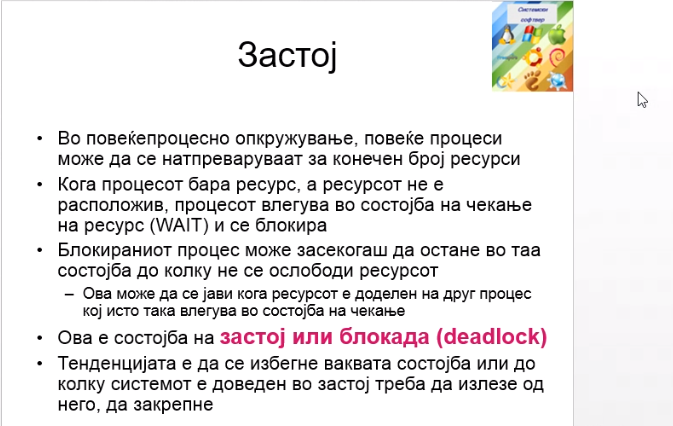 Системски
софтвер
Застој
• Во повеќепроцесно опкружување, повеќе процеси
може да се натпреваруваат за конечен број ресурси
• Кога процесот бара ресурс, а ресурсот не е
расположив, процесот влегува во состојба на чекање
на ресурс (WAIT) и се блокира
• Блокираниот процес може засекогаш да остане во таа
состојба до колку не се ослободи ресурсот
– Ова може да се јави кога ресурсот е доделен на друг процес
кој исто така влегува во состојба на чекање
• Ова е состојба на застој или блокада (deadlock)
• Тенденцијата е да се избегне ваквата состојба или до
колку системот е доведен во застој треба да излезе од
него, да закрепне